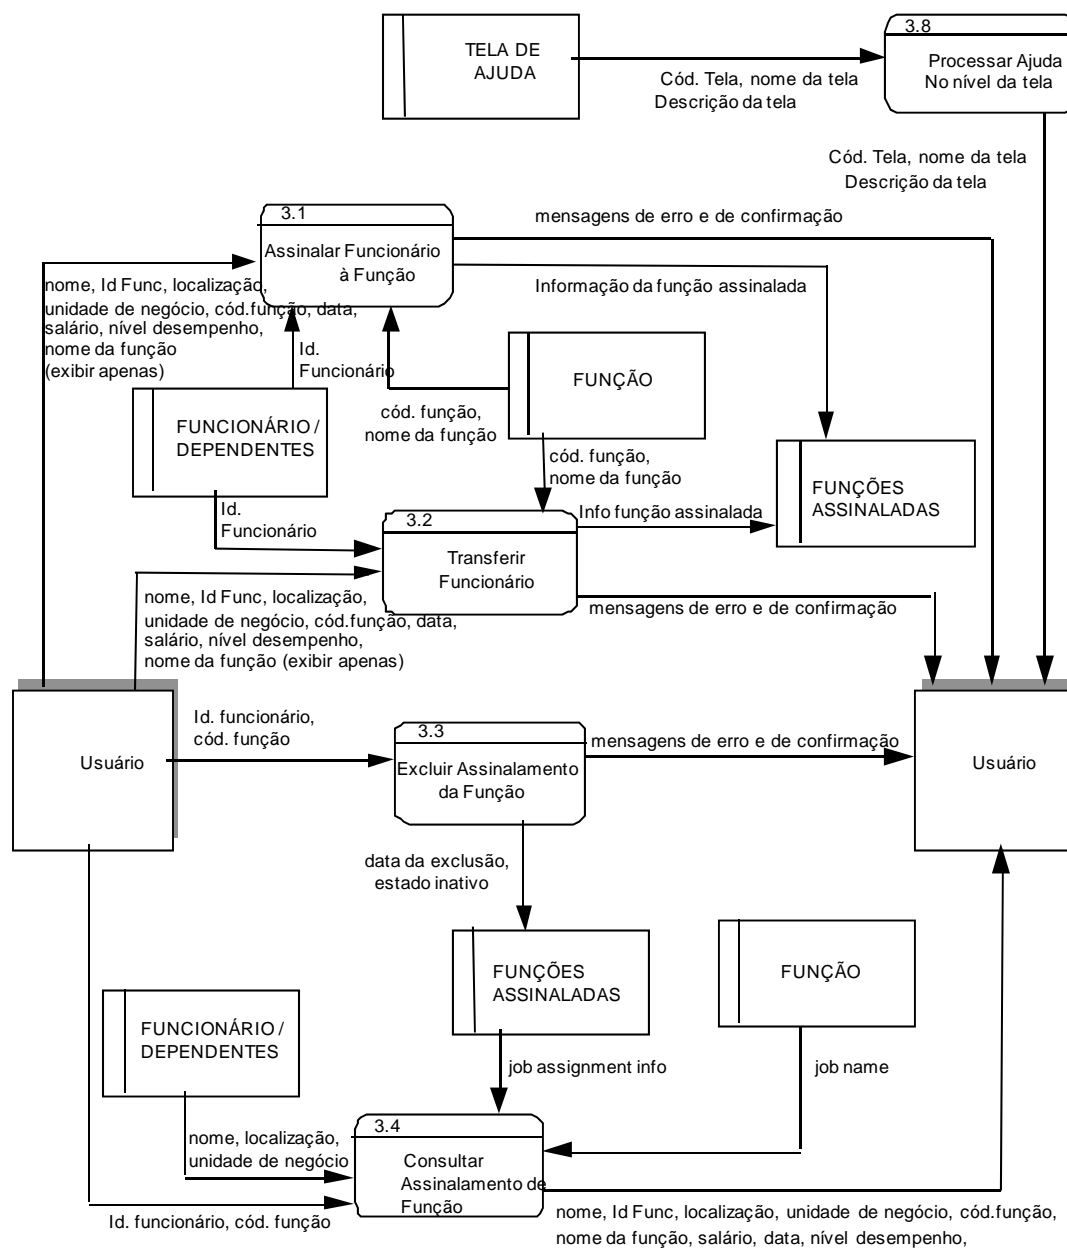 3.8
TELA DE
AJUDA
Processar Ajuda
No nível da tela
Cód. Tela, nome da tela
Descrição da tela
Cód. Tela, nome da tela
Descrição da tela
3.1
Assinalar Funcionário
à Função
mensagens de erro e de confirmação
Informação da função assinalada
nome, Id Func, localização,
unidade de negócio, cód.função, data,
salário, nível desempenho,
nome da função
(exibir apenas)
Id.
Funcionário
FUNÇÃO
cód. função,
nome da função
FUNCIONÁRIO /
DEPENDENTES
cód. função,
nome da função
FUNÇÕES
ASSINALADAS
Id.
Funcionário
3.2
Transferir
Funcionário
Info função assinalada
nome, Id Func, localização,
unidade de negócio, cód.função, data,
salário, nível desempenho,
nome da função (exibir apenas)
mensagens de erro e de confirmação
Id. funcionário,
cód. função
3.3
Excluir Assinalamento
da Função
mensagens de erro e de confirmação
Usuário
Usuário
data da exclusão,
estado inativo
FUNÇÕES
ASSINALADAS
FUNÇÃO
FUNCIONÁRIO /
DEPENDENTES
job assignment info
job name
3.4
Consultar
Assinalamento de
Função
nome, localização,
unidade de negócio
Id. funcionário, cód. função
nome, Id Func, localização, unidade de negócio, cód.função,
nome da função, salário, data, nível desempenho,